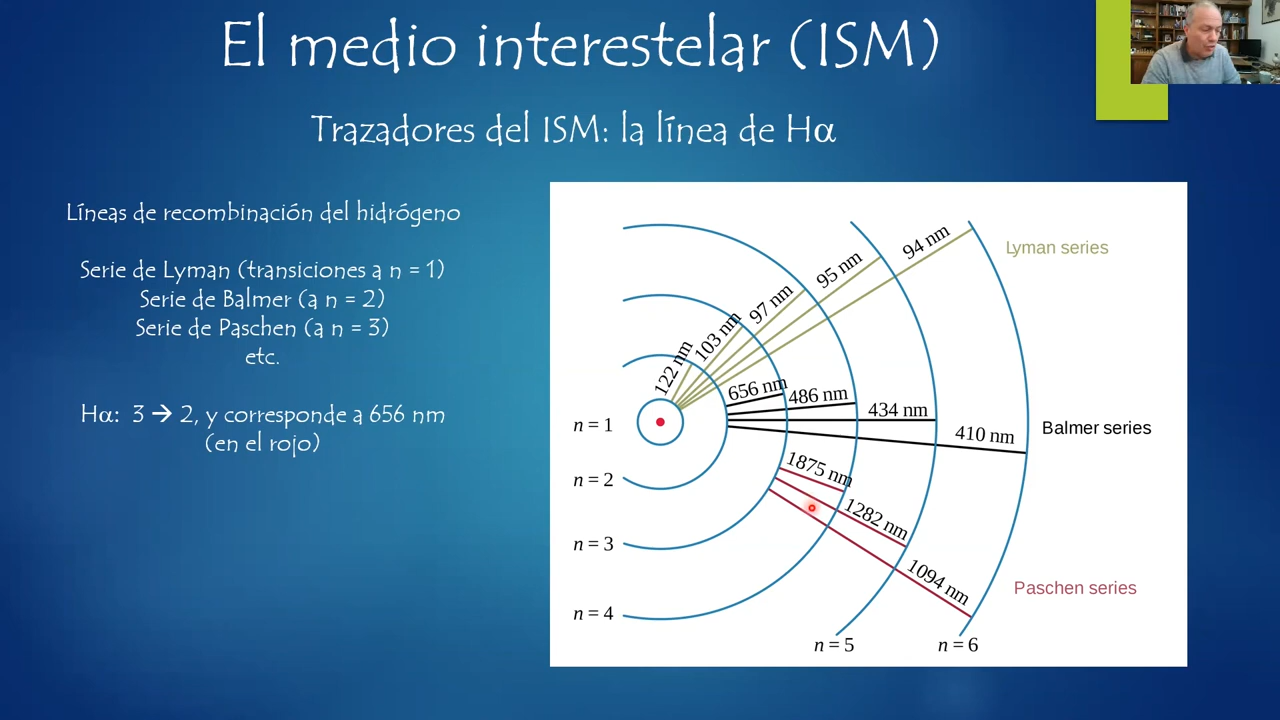 El medio interestelar (ISM)
Trazadores del ISM: la línea de Hα
Líneas de recombinación del hidrógeno
Serie de Lyman (transiciones a n = 1)
Serie de Balmer (a n = 2)
Serie de Paschen (a n = 3)
etc.
Hα: 3 → 2, y corresponde a 656 nm
(en el rojo)
122 nm
103 nm
97 nm
95 nm
94 nm
Lyman series
656 nm
486 nm
434 nm
410 nm
Balmer series
1875 nm
1282 nm
1094 nm
Paschen series
n = 1
n = 2
n = 3
n = 4
n = 5
n = 6